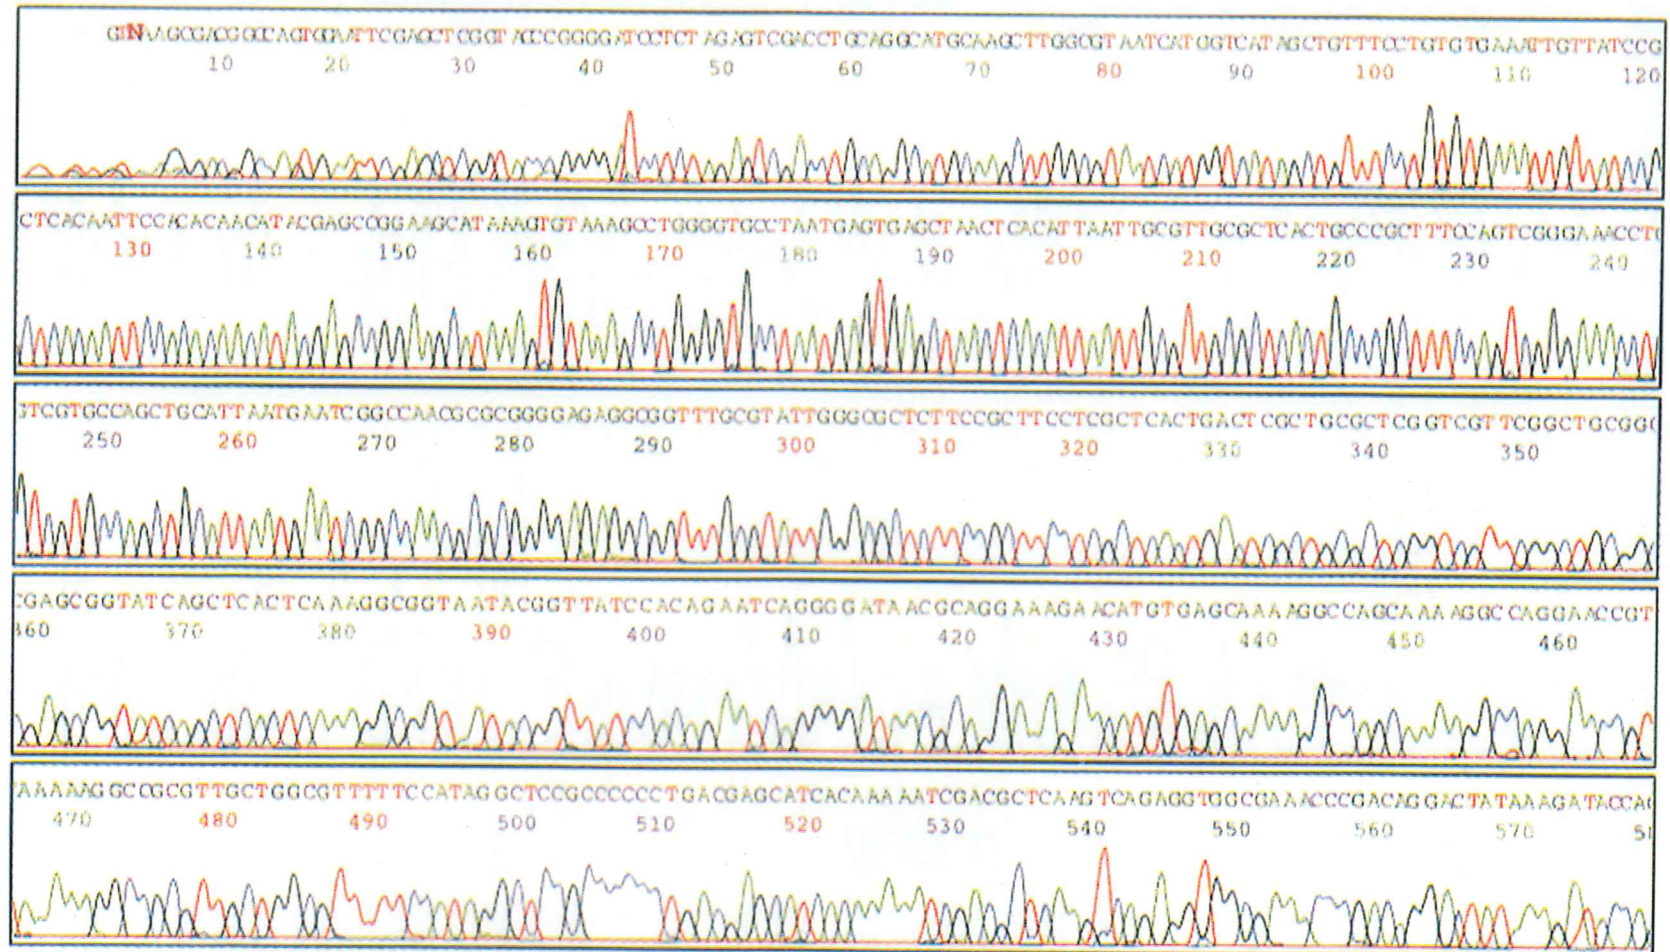 GTNAAGCGACGGCCAGTGAATTCGAGCTCGGTACCCGGGGATCCTCTAGAGTCGACCTGCAGGCATGCAAGCTTGGCGTAATCATGGTCATAGCTGTTTCCTGTGTGAAATTGTTATCCG
10 20 30 40 50 60 70 80 90 100 110 120
CTCACAATTCCACACAACATACGAGCCGGAAGCATAAAGTGTAAAGCCTGGGGTGCCTAATGAGTGAGCTAACTCACATTAATTGCGTTGCGCTCACTGCCCGCTTTCCAGTCGGGAAACCTG
130 140 150 160 170 180 190 200 210 220 230 240
GTCGTGCCAGCTGCATTAATGAATCGGCCAACGCGCGGGGAGAGGCGGTTTGCGTATTGGGCGCTCTTCCGCTTCCTCGCTCACTGACTCGCTGCGCTCGGTCGTTCGGCTGCGGC
250 260 270 280 290 300 310 320 330 340 350
CGAGCGGTATCAGCTCACTCAAAGGCGGTAATACGGTTATCCACAGAATCAGGGGATAACGCAGGAAAGAACATGTGAGCAAAAGGCCAGCAAAAGGCCAGGAACCGT
360 370 380 390 400 410 420 430 440 450 460
AAAAAGGCCGCGTTGCTGGCGTTTTTCCATAGGCTCCGCCCCCCTGACGAGCATCACAAAAATCGACGCTCAAGTCAGAGGTGGCGAAACCCGACAGGACTATAAAGATACCAG
470 480 490 500 510 520 530 540 550 560 570